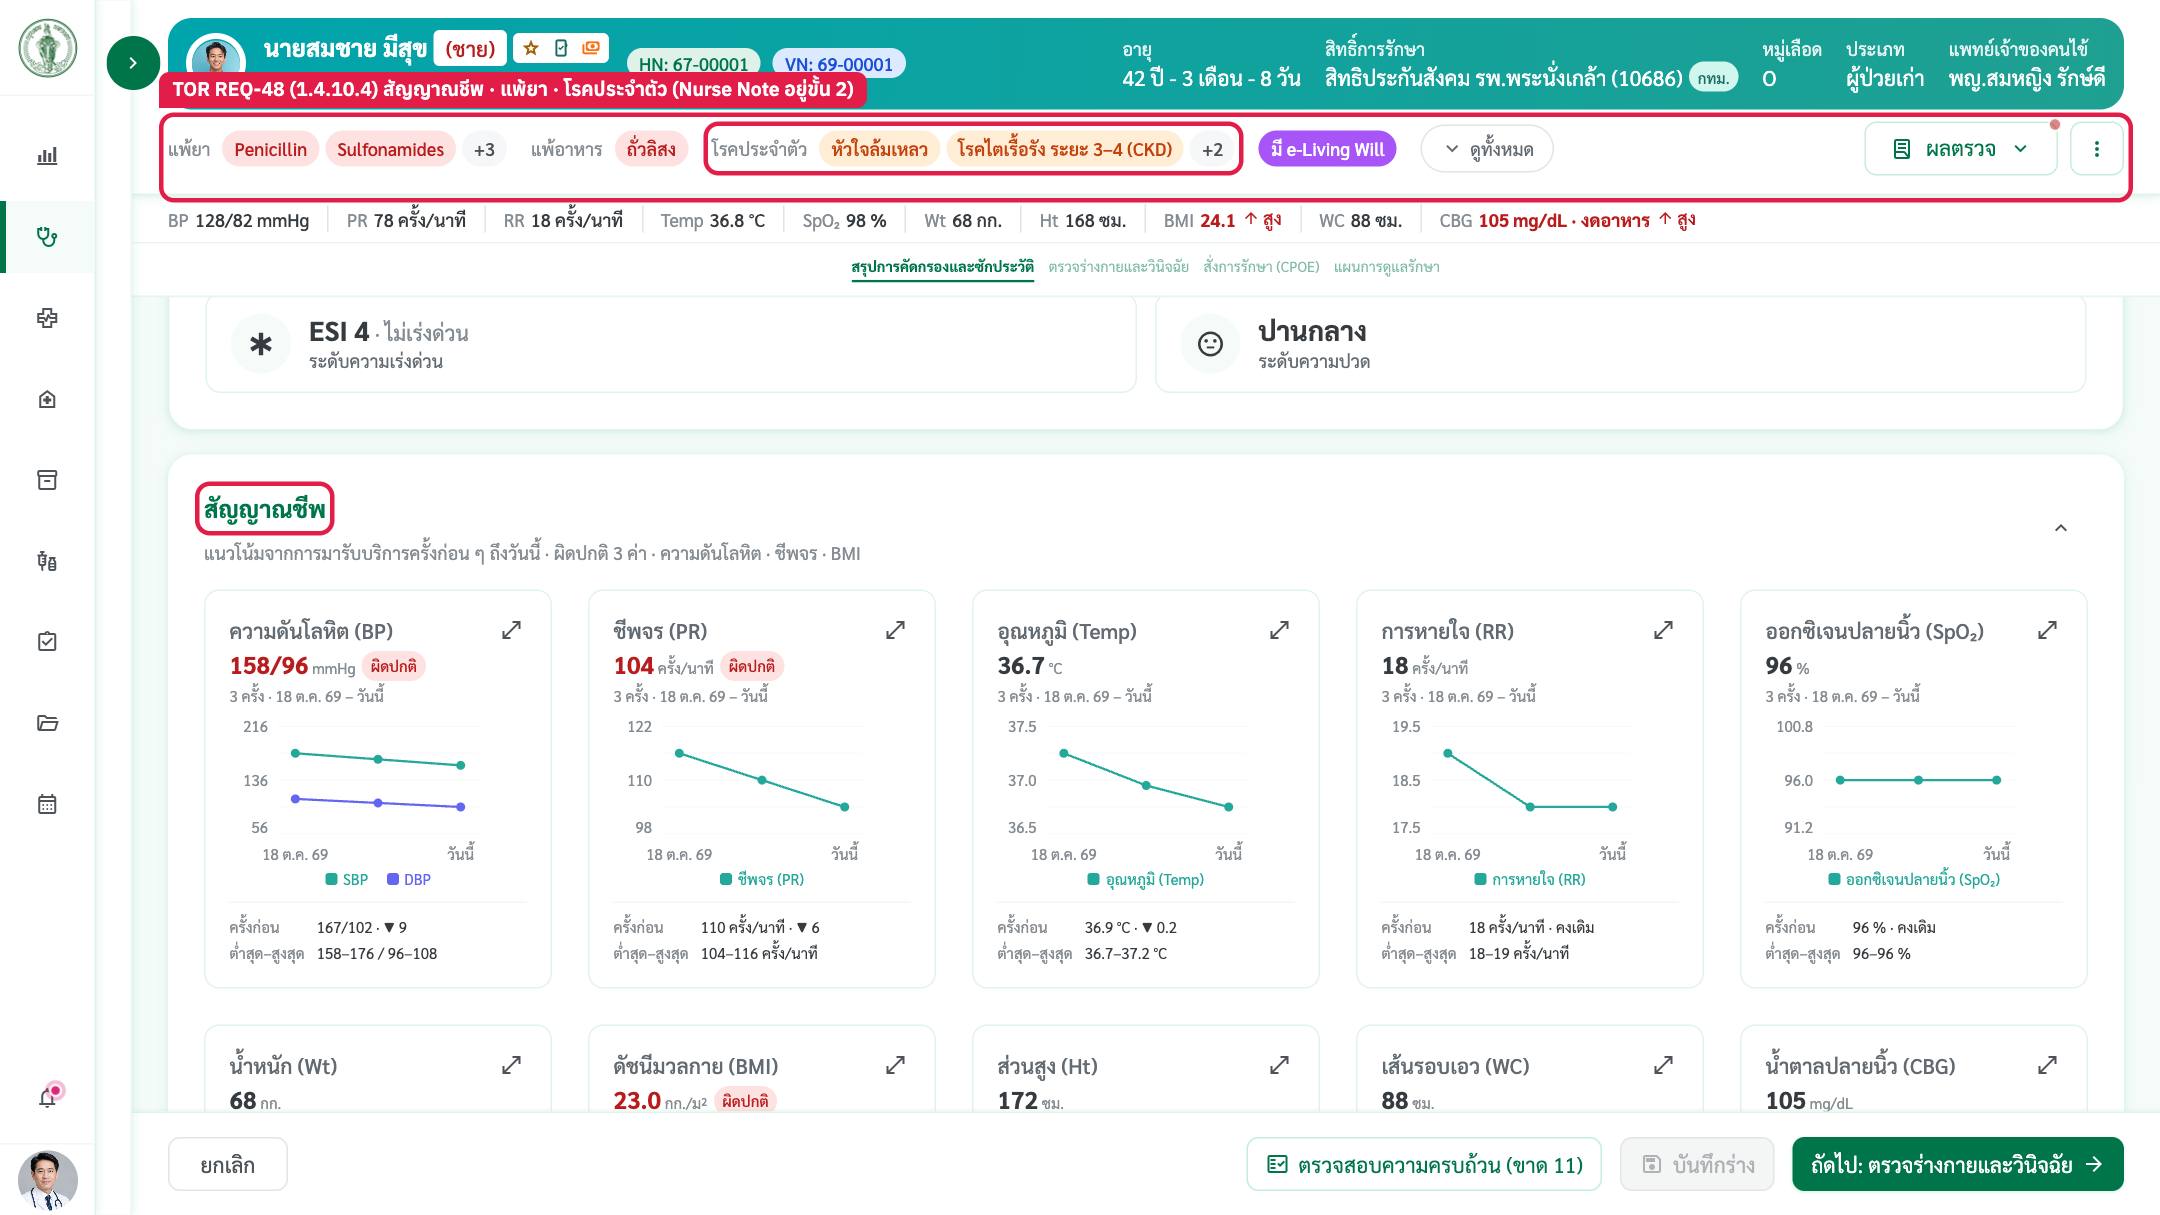 นายสมชาย มีสุข (ชาย)
HN: 67-00001 VN: 69-00001
อายุ
42 ปี - 3 เดือน - 8 วัน
สิทธิ์การรักษา
สิทธิประกันสังคม รพ.พระนั่งเกล้า (10686) กทม.
หมู่เลือด
O
ประเภท
ผู้ป่วยเก่า
แพทย์เจ้าของคนไข้
พญ.สมหญิง รักษ์ดี
TOR REQ-48 (1.4.10.4) สัญญาณชีพ · แพ้ยา · โรคประจำตัว (Nurse Note อยู่ขั้น 2)
แพ้ยา Penicillin Sulfonamides +3 แพ้อาหาร ถั่วลิสง โรคประจำตัว หัวใจล้มเหลว โรคไตเรื้อรัง ระยะ 3–4 (CKD) +2 มี e-Living Will ดูทั้งหมด ผลตรวจ
BP 128/82 mmHg PR 78 ครั้ง/นาที RR 18 ครั้ง/นาที Temp 36.8 °C SpO₂ 98 % Wt 68 กก. Ht 168 ซม. BMI 24.1 ↑ สูง WC 88 ซม. CBG 105 mg/dL · งดอาหาร ↑ สูง
สรุปการคัดกรองและซักประวัติ ตรวจร่างกายและวินิจฉัย สั่งการรักษา (CPOE) แผนการดูแลรักษา
ESI 4 · ไม่เร่งด่วน
ระดับความเร่งด่วน
ปานกลาง
ระดับความปวด
สัญญาณชีพ
แนวโน้มจากการมารับบริการครั้งก่อน ๆ ถึงวันนี้ · ผิดปกติ 3 ค่า · ความดันโลหิต · ชีพจร · BMI
ความดันโลหิต (BP)
158/96 mmHg ผิดปกติ
3 ครั้ง · 18 ต.ค. 69 – วันนี้
216
136
56
18 ต.ค. 69 วันนี้
SBP DBP
ครั้งก่อน 167/102 · ▼ 9
ต่ำสุด–สูงสุด 158–176 / 96–108
ชีพจร (PR)
104 ครั้ง/นาที ผิดปกติ
3 ครั้ง · 18 ต.ค. 69 – วันนี้
122
110
98
18 ต.ค. 69 วันนี้
ชีพจร (PR)
ครั้งก่อน 110 ครั้ง/นาที · ▼ 6
ต่ำสุด–สูงสุด 104–116 ครั้ง/นาที
อุณหภูมิ (Temp)
36.7 °C
3 ครั้ง · 18 ต.ค. 69 – วันนี้
37.5
37.0
36.5
18 ต.ค. 69 วันนี้
อุณหภูมิ (Temp)
ครั้งก่อน 36.9 °C · ▼ 0.2
ต่ำสุด–สูงสุด 36.7–37.2 °C
การหายใจ (RR)
18 ครั้ง/นาที
3 ครั้ง · 18 ต.ค. 69 – วันนี้
19.5
18.5
17.5
18 ต.ค. 69 วันนี้
การหายใจ (RR)
ครั้งก่อน 18 ครั้ง/นาที · คงเดิม
ต่ำสุด–สูงสุด 18–19 ครั้ง/นาที
ออกซิเจนปลายนิ้ว (SpO₂)
96 %
3 ครั้ง · 18 ต.ค. 69 – วันนี้
100.8
96.0
91.2
18 ต.ค. 69 วันนี้
ออกซิเจนปลายนิ้ว (SpO₂)
ครั้งก่อน 96 % · คงเดิม
ต่ำสุด–สูงสุด 96–96 %
น้ำหนัก (Wt)
68 กก.
ดัชนีมวลกาย (BMI)
23.0 กก./ม² ผิดปกติ
ส่วนสูง (Ht)
172 ซม.
เส้นรอบเอว (WC)
88 ซม.
น้ำตาลปลายนิ้ว (CBG)
105 mg/dL
ยกเลิก ตรวจสอบความครบถ้วน (ขาด 11) บันทึกร่าง ถัดไป: ตรวจร่างกายและวินิจฉัย →